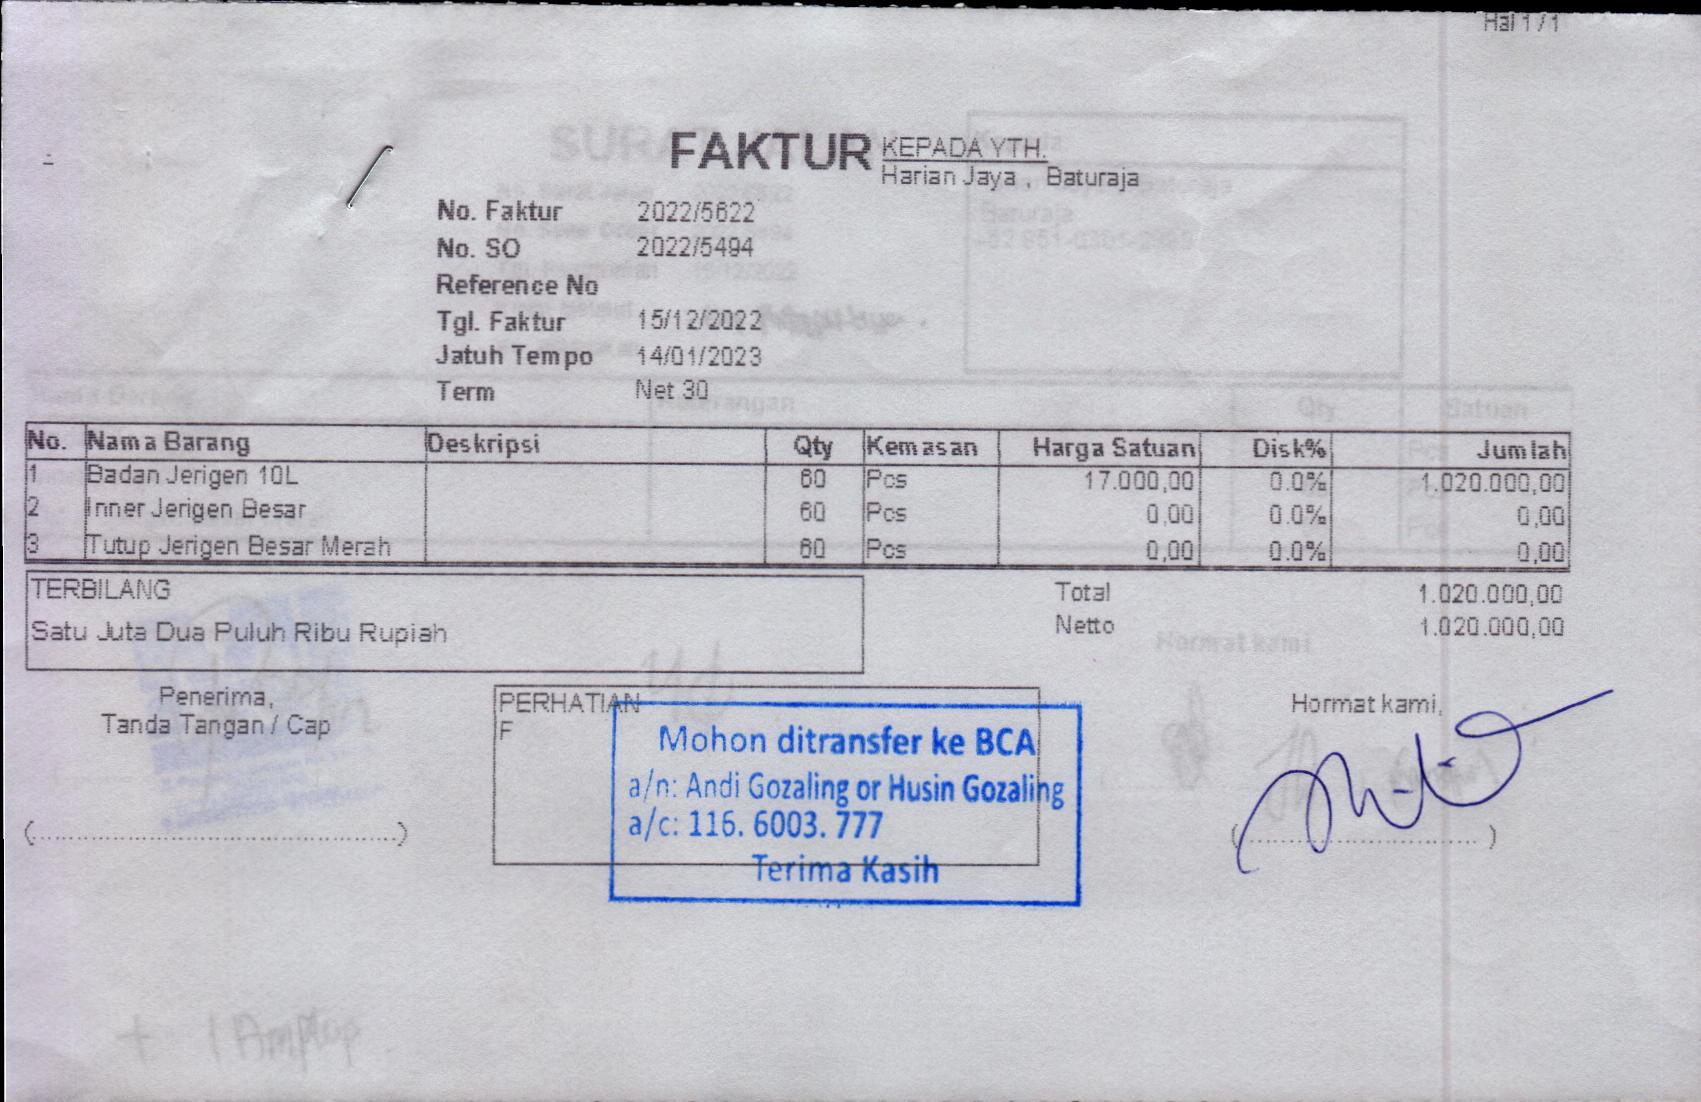 Hal 1 / 1
FAKTUR
KEPADA YTH.
Harian Jaya , Baturaja
No. Faktur 2022/5622
No. SO 2022/5494
Reference No
Tgl. Faktur 15/12/2022
Jatuh Tempo 14/01/2023
Term Net 30
No. Nama Barang Deskripsi Qty Kemasan Harga Satuan Disk% Jumlah
1 Badan Jerigen 10L 60 Pcs 17.000,00 0.0% 1.020.000,00
2 Inner Jerigen Besar 60 Pcs 0,00 0.0% 0,00
3 Tutup Jerigen Besar Merah 60 Pcs 0,00 0.0% 0,00
TERBILANG
Satu Juta Dua Puluh Ribu Rupiah
Total 1.020.000,00
Netto 1.020.000,00
Penerima,
Tanda Tangan / Cap
(....................)
PERHATIAN
F
Mohon ditransfer ke BCA
a/n: Andi Gozaling or Husin Gozaling
a/c: 116. 6003. 777
Terima Kasih
Hormat kami,
(....................)
+ 1 Amplop